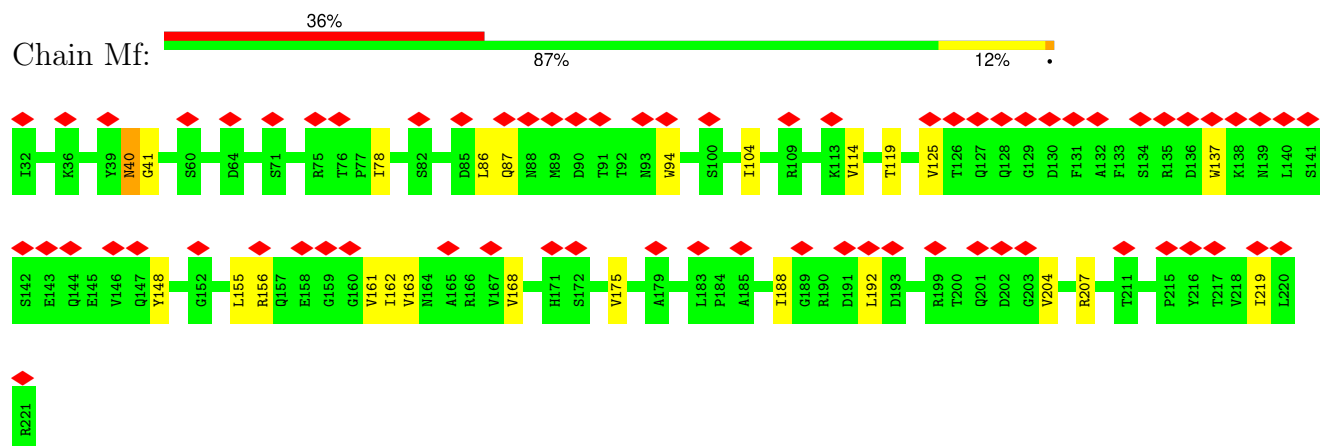 36%
Chain Mf:
87% 12% •
I32 K36 Y39 N40 G41 S60 D64 S71 R75 T76 P77 I78 S82 D85 L86 Q87 N88 M89 D90 T91 T92 N93 W94 S100 I104 R109 K113 V114 T119 V125 T126 Q127 Q128 G129 D130 F131 A132 F133 S134 R135 D136 W137 K138 N139 L140 S141
S142 E143 Q144 E145 V146 Q147 Y148 G152 L155 R156 Q157 E158 G159 G160 V161 I162 V163 N164 A165 R166 V167 V168 H171 S172 V175 A179 L183 P184 A185 I188 G189 R190 D191 L192 D193 R199 T200 Q201 D202 G203 V204 R207 T211 P215 Y216 T217 V218 I219 L220
R221